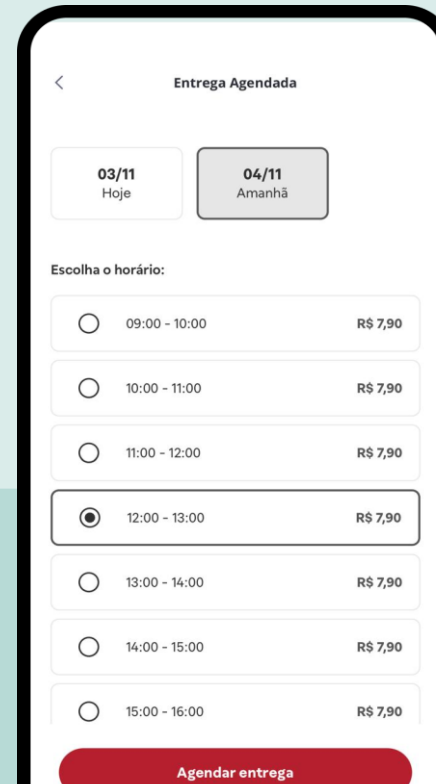 Entrega Agendada
03/11
Hoje
04/11
Amanhã
Escolha o horário:
09:00 - 10:00 R$ 7,90
10:00 - 11:00 R$ 7,90
11:00 - 12:00 R$ 7,90
12:00 - 13:00 R$ 7,90
13:00 - 14:00 R$ 7,90
14:00 - 15:00 R$ 7,90
15:00 - 16:00 R$ 7,90
Agendar entrega